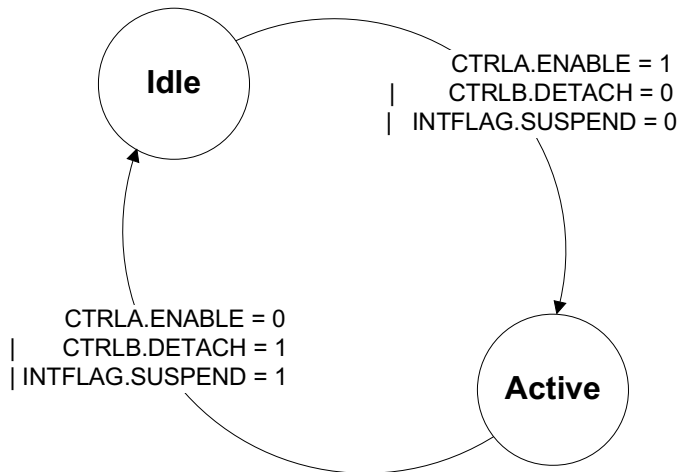 Idle
CTRLA.ENABLE = 1
| CTRLB.DETACH = 0
| INTFLAG.SUSPEND = 0
CTRLA.ENABLE = 0
| CTRLB.DETACH = 1
| INTFLAG.SUSPEND = 1
Active